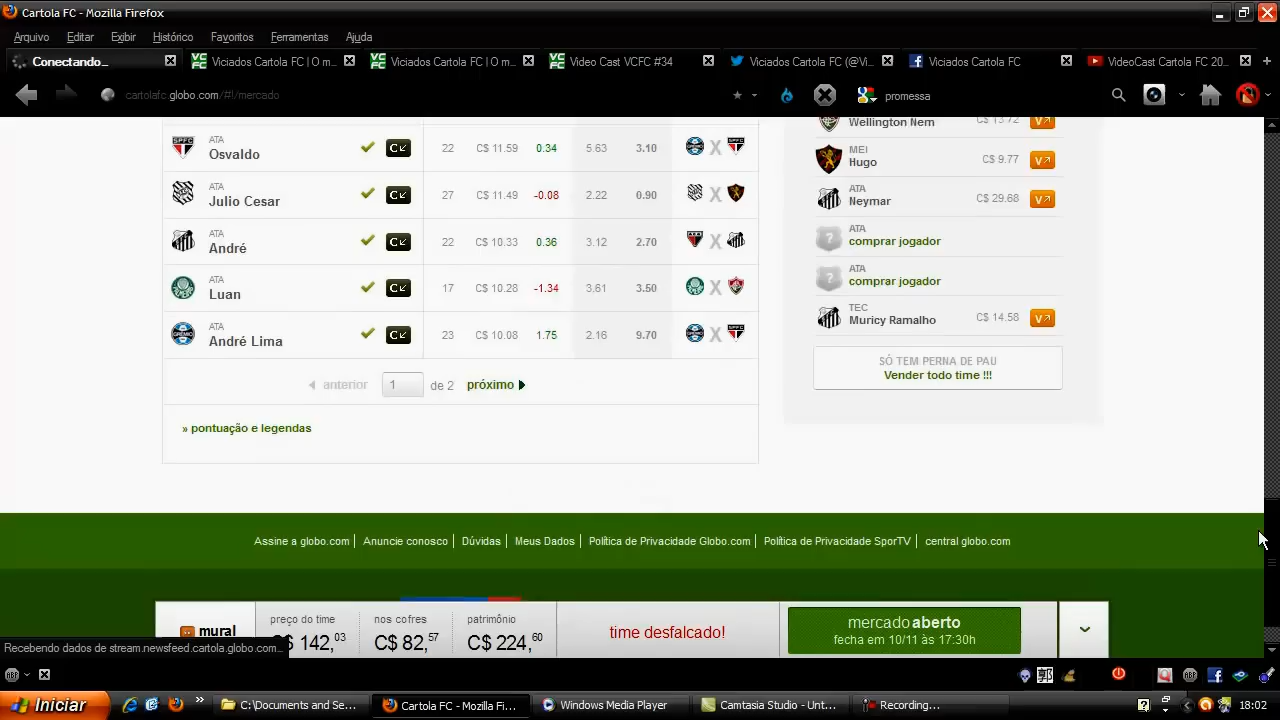 Cartola FC - Mozilla Firefox
Arquivo Editar Exibir Histórico Favoritos Ferramentas Ajuda
Conectando_ Viciados Cartola FC | O m... Viciados Cartola FC | O m... Video Cast VCFC #34 Viciados Cartola FC (@Vi... Viciados Cartola FC VideoCast Cartola FC 20...
cartolafc.globo.com/#!/mercado promessa
ATA
Osvaldo 22 C$ 11.59 0.34 5.63 3.10 X
ATA
Julio Cesar 27 C$ 11.49 -0.08 2.22 0.90 X
ATA
André 22 C$ 10.33 0.36 3.12 2.70 X
ATA
Luan 17 C$ 10.28 -1.34 3.61 3.50 X
ATA
André Lima 23 C$ 10.08 1.75 2.16 9.70 X
anterior 1 de 2 próximo
» pontuação e legendas
Wellington Nem C$ 13.72
MEI
Hugo C$ 9.77
ATA
Neymar C$ 29.68
ATA
comprar jogador
ATA
comprar jogador
TEC
Muricy Ramalho C$ 14.58
SÓ TEM PERNA DE PAU
Vender todo time !!!
Assine a globo.com | Anuncie conosco | Dúvidas | Meus Dados | Política de Privacidade Globo.com | Política de Privacidade SporTV | central globo.com
mural
preço do time
C$ 142,03
nos cofres
C$ 82,57
patrimônio
C$ 224,60
time desfalcado!
mercado aberto
fecha em 10/11 às 17:30h
Recebendo dados de stream.newsfeed.cartola.globo.com...
Iniciar C:\Documents and Se... Cartola FC - Mozilla Fi... Windows Media Player Camtasia Studio - Unt... Recording... 18:02